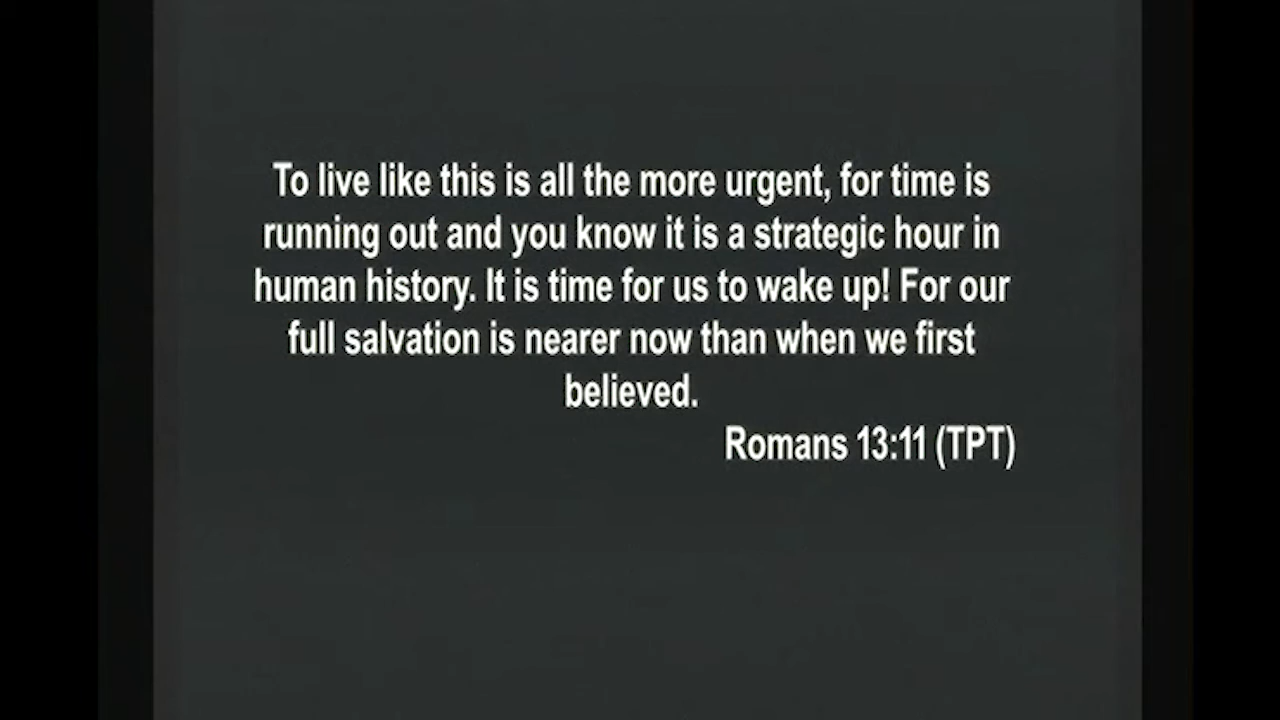 To live like this is all the more urgent, for time is
running out and you know it is a strategic hour in
human history. It is time for us to wake up! For our
full salvation is nearer now than when we first
believed.
Romans 13:11 (TPT)